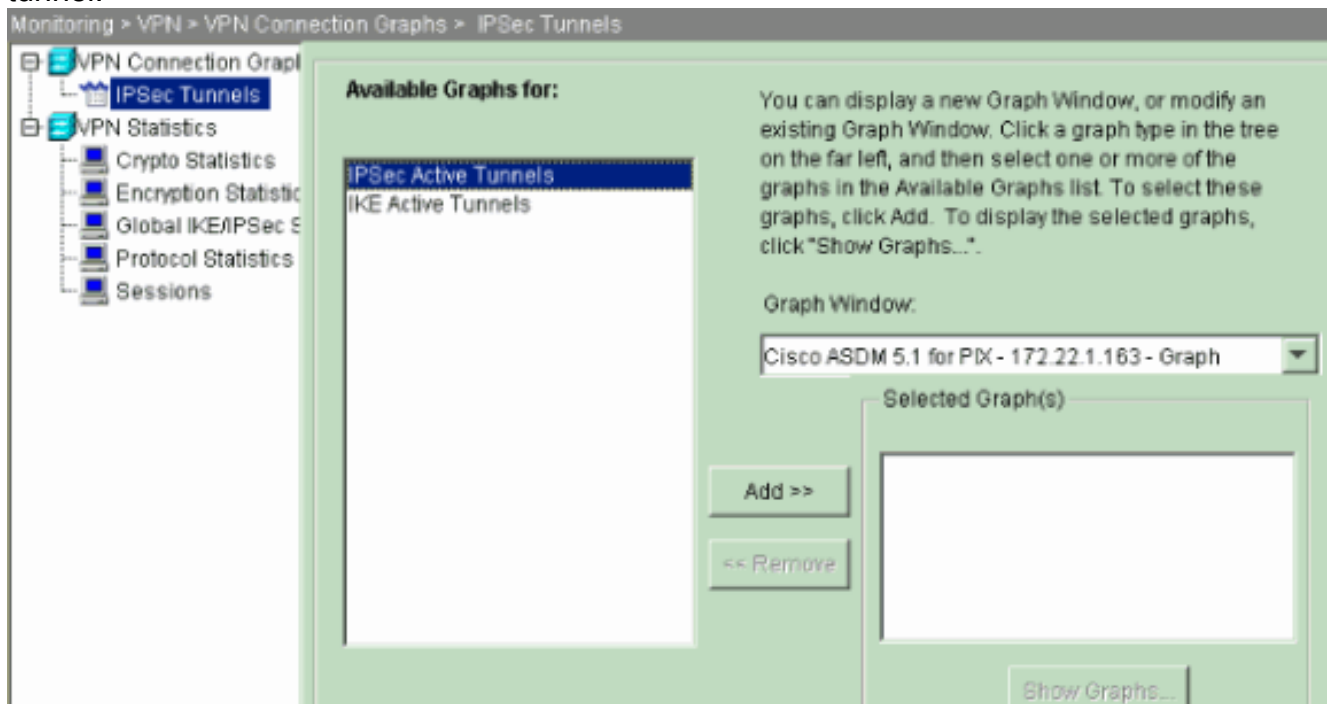 tunnel.
Monitoring > VPN > VPN Connection Graphs > IPSec Tunnels
VPN Connection Grapl
IPSec Tunnels
VPN Statistics
Crypto Statistics
Encryption Statistic
Global IKE/IPSec S
Protocol Statistics
Sessions
Available Graphs for:
IPSec Active Tunnels
IKE Active Tunnels
You can display a new Graph Window, or modify an
existing Graph Window. Click a graph type in the tree
on the far left, and then select one or more of the
graphs in the Available Graphs list. To select these
graphs, click Add. To display the selected graphs,
click "Show Graphs...".
Graph Window:
Cisco ASDM 5.1 for PIX - 172.22.1.163 - Graph
Add >>
<< Remove
Selected Graph(s)
Show Graphs...